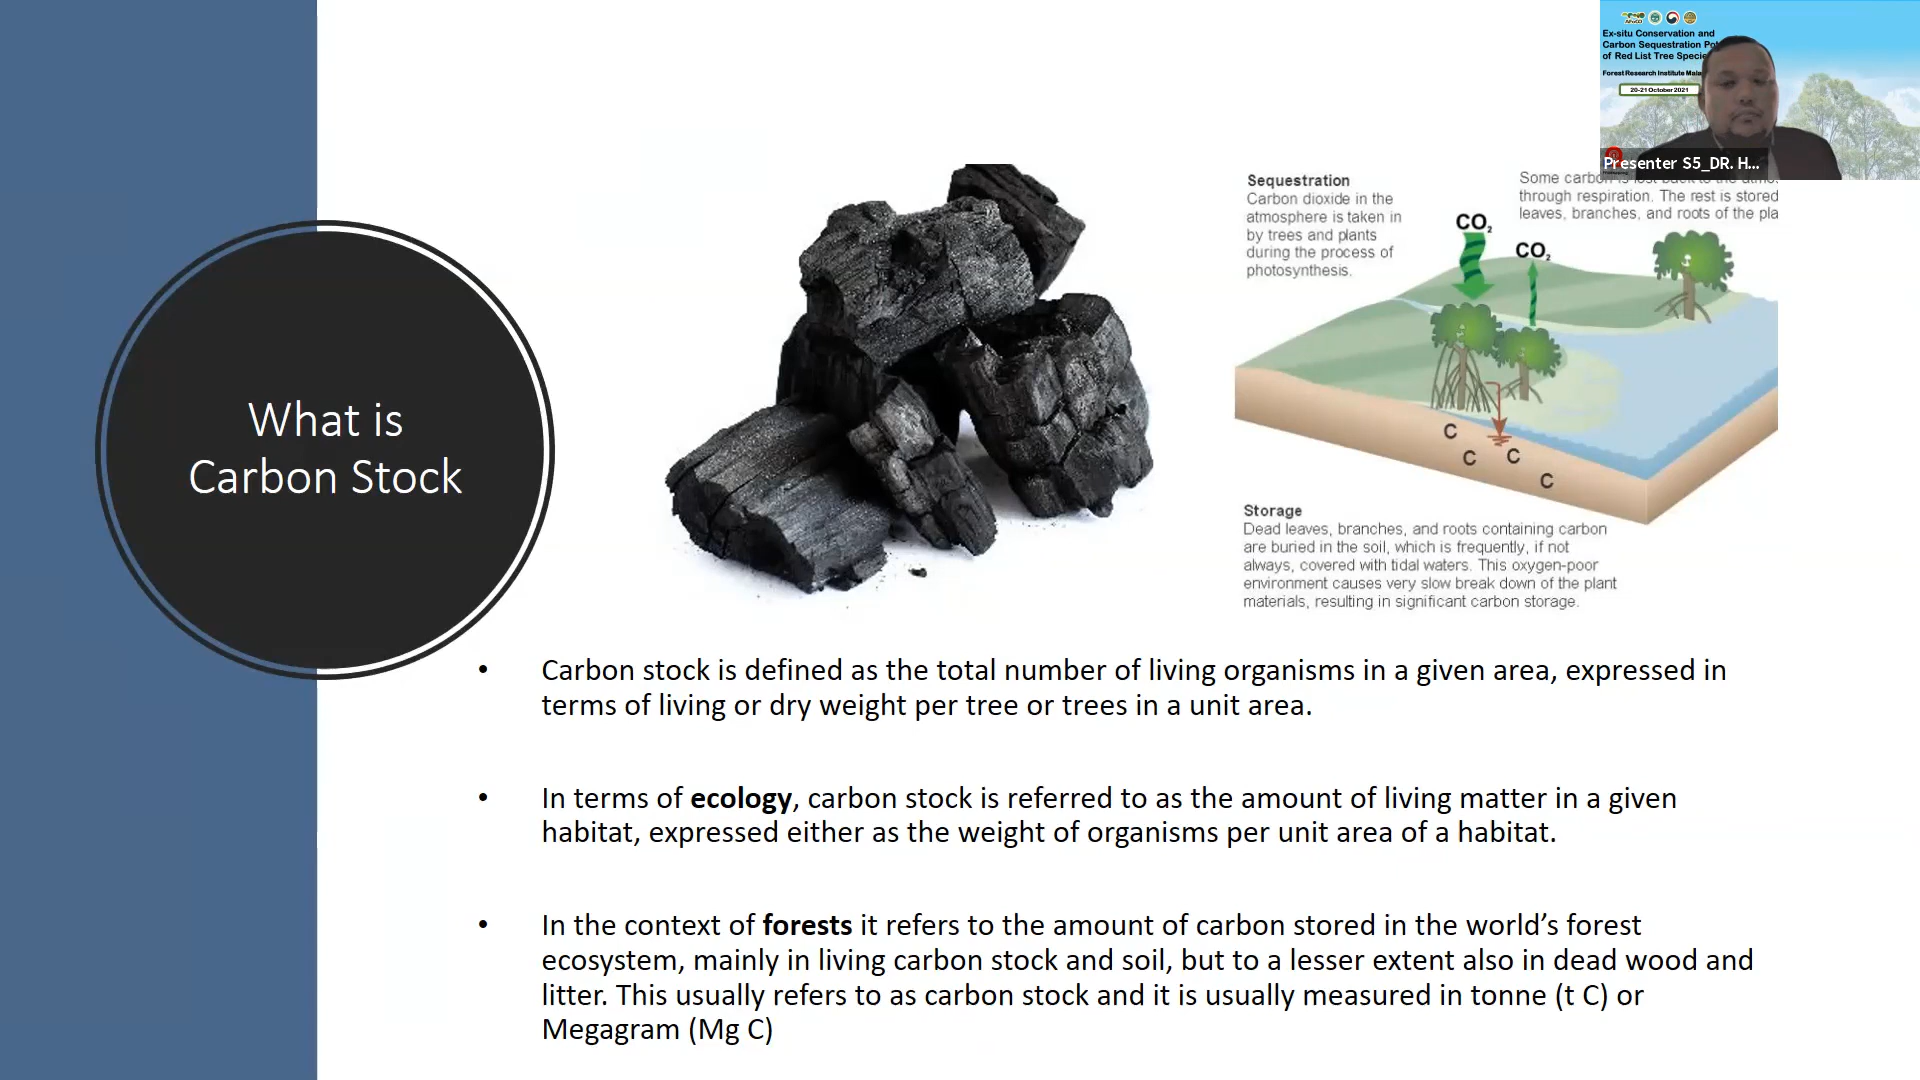 What is
Carbon Stock
Ex-situ Conservation and
Carbon Sequestration
of Red List Tree
Forest Research Institute
20-21 October 2021
Presenter S5_DR. H...
Sequestration
Carbon dioxide in the
atmosphere is taken in
by trees and plants
during the process of
photosynthesis.
Some carbon is lost back to the
through respiration. The rest is stored
leaves, branches, and roots of the
CO₂
CO₂
C
C
C
C
Storage
Dead leaves, branches, and roots containing carbon
are buried in the soil, which is frequently, if not
always, covered with tidal waters. This oxygen-poor
environment causes very slow break down of the plant
materials, resulting in significant carbon storage.
• Carbon stock is defined as the total number of living organisms in a given area, expressed in
terms of living or dry weight per tree or trees in a unit area.
• In terms of ecology, carbon stock is referred to as the amount of living matter in a given
habitat, expressed either as the weight of organisms per unit area of a habitat.
• In the context of forests it refers to the amount of carbon stored in the world’s forest
ecosystem, mainly in living carbon stock and soil, but to a lesser extent also in dead wood and
litter. This usually refers to as carbon stock and it is usually measured in tonne (t C) or
Megagram (Mg C)